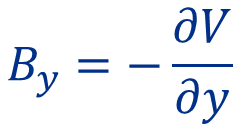 B_y = − ∂V/∂y